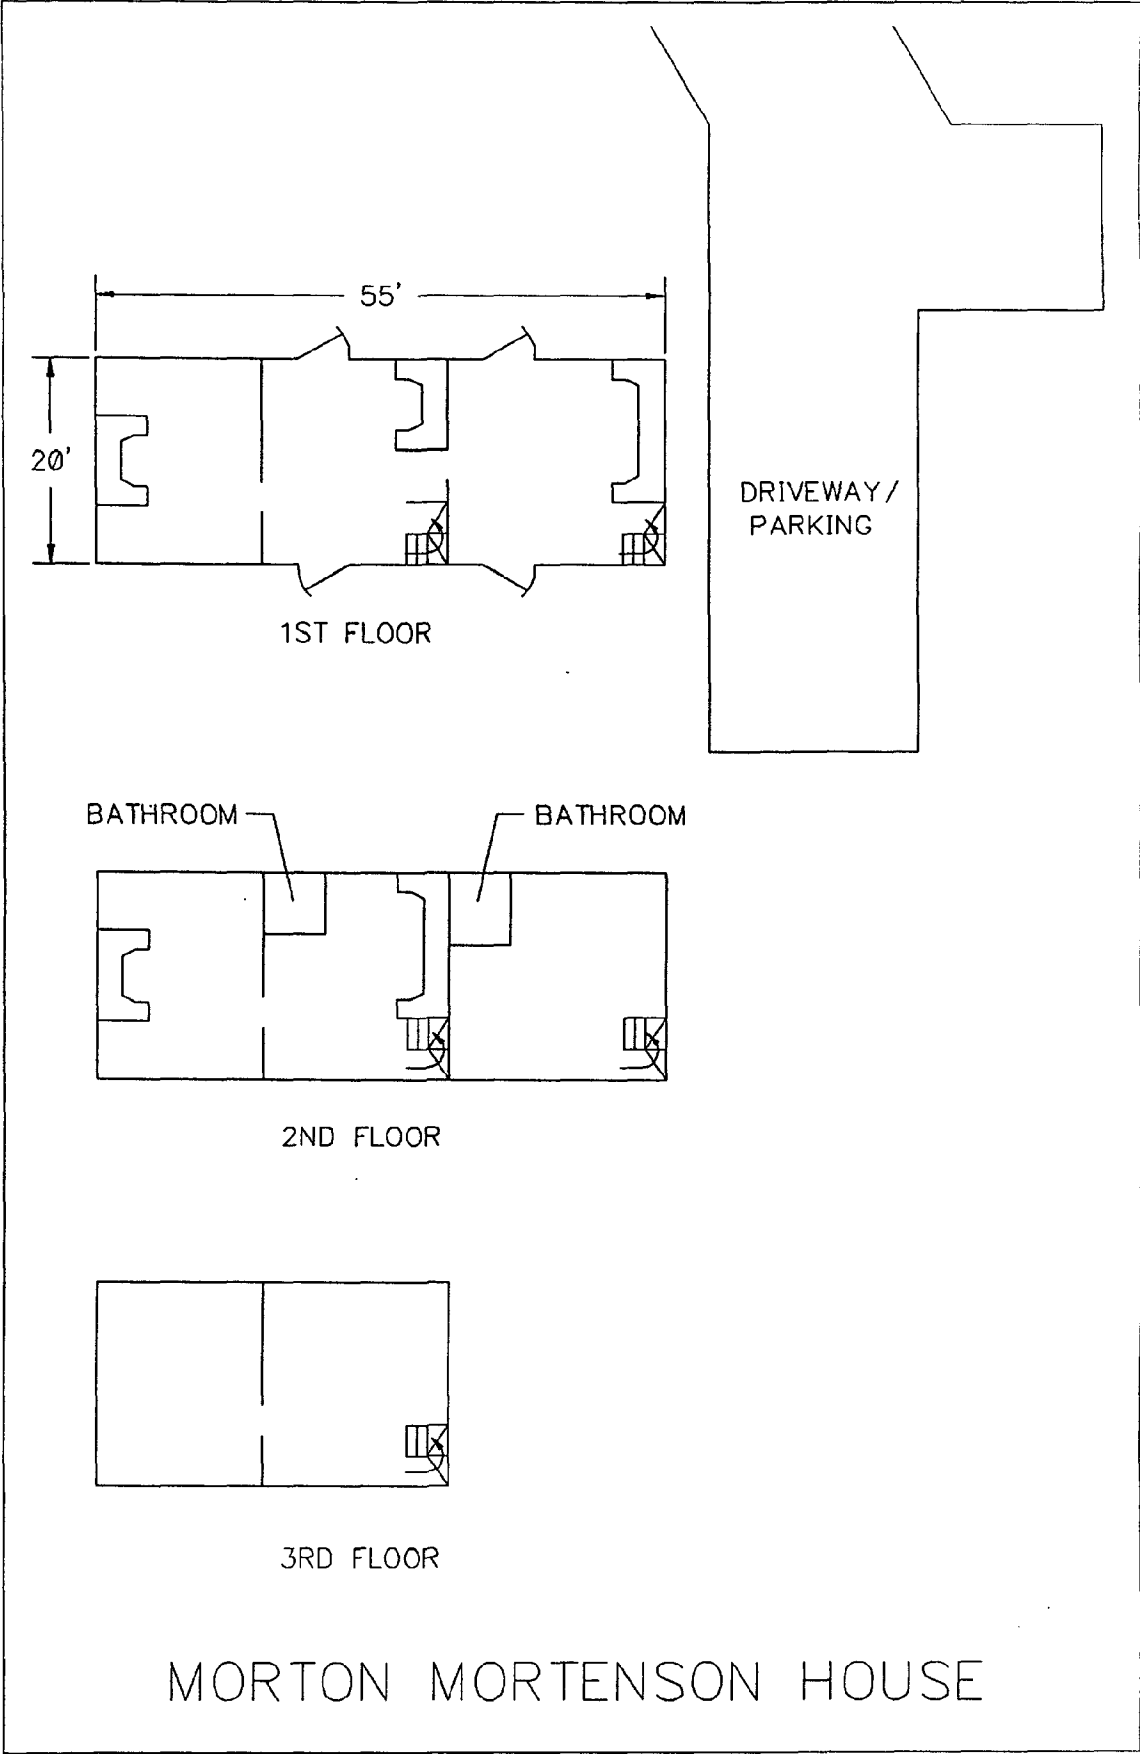 55'
20'
DRIVEWAY/
PARKING
1ST FLOOR
BATHROOM
BATHROOM
2ND FLOOR
3RD FLOOR
MORTON MORTENSON HOUSE